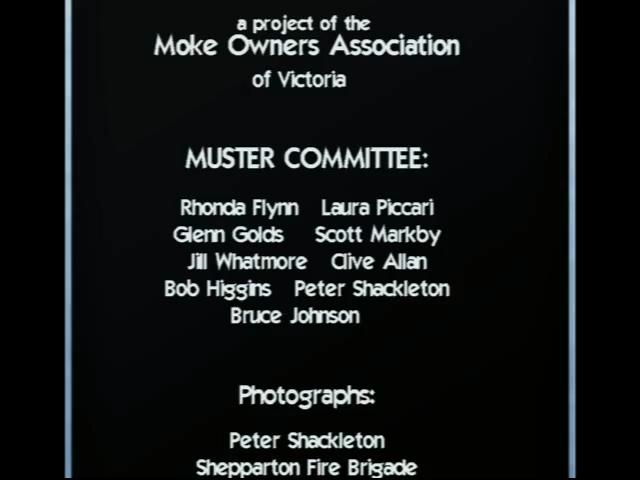 a project of the
Moke Owners Association
of Victoria
MUSTER COMMITTEE:
Rhonda Flynn Laura Piccari
Glenn Golds Scott Markby
Jill Whatmore Clive Allan
Bob Higgins Peter Shackleton
Bruce Johnson
Photographs:
Peter Shackleton
Shepparton Fire Brigade